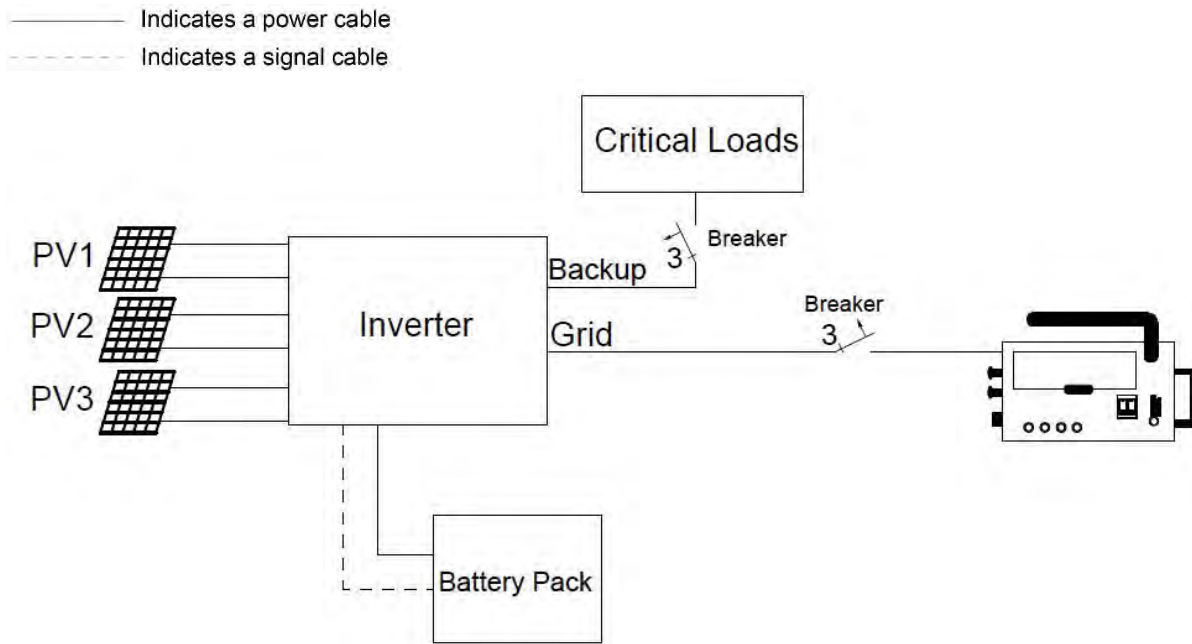 Indicates a power cable
Indicates a signal cable
Critical Loads
Breaker
3
PV1
Backup
PV2
Inverter
Breaker
3
Grid
PV3
Battery Pack